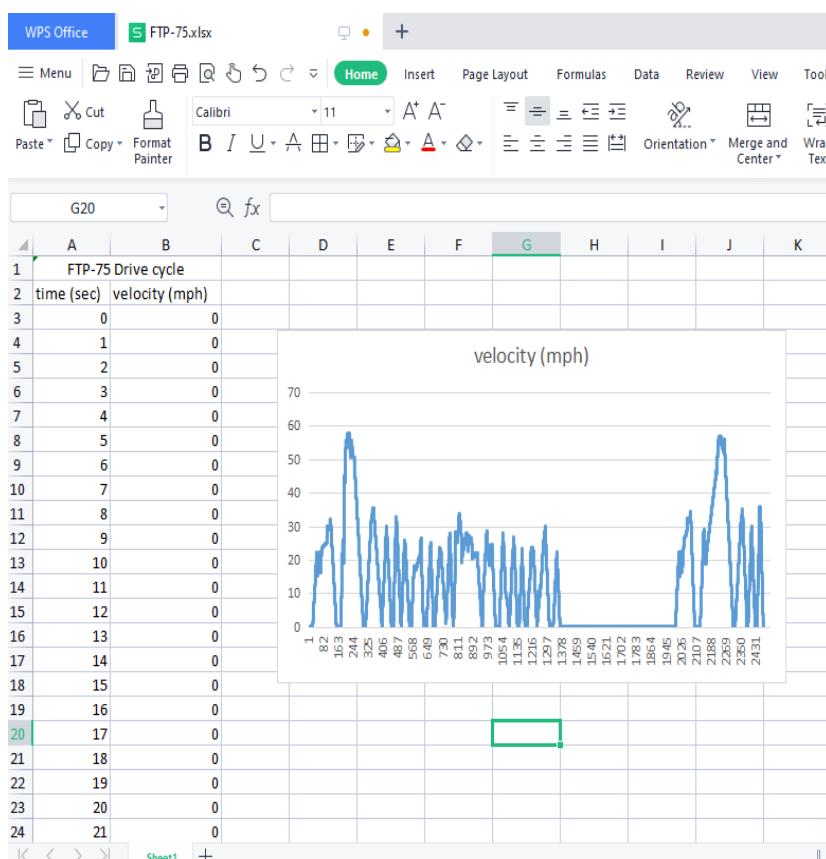 WPS Office S FTP-75.xlsx +
Menu Home Insert Page Layout Formulas Data Review View Tool
Cut Calibri 11 A+ A-
Paste Copy Format Painter B I U A A Orientation Merge and Center Wra Tex
G20 fx
A B C D E F G H I J K
1 FTP-75 Drive cycle
2 time (sec) velocity (mph)
3 0 0
4 1 0
5 2 0
6 3 0
7 4 0
8 5 0
9 6 0
10 7 0
11 8 0
12 9 0
13 10 0
14 11 0
15 12 0
16 13 0
17 14 0
18 15 0
19 16 0
20 17 0
21 18 0
22 19 0
23 20 0
24 21 0
velocity (mph)
70
60
50
40
30
20
10
0
1 82 163 244 325 406 487 568 649 730 811 892 973 1054 1135 1216 1297 1378 1459 1540 1621 1702 1783 1864 1945 2026 2107 2188 2269 2350 2431
Sheet1 +